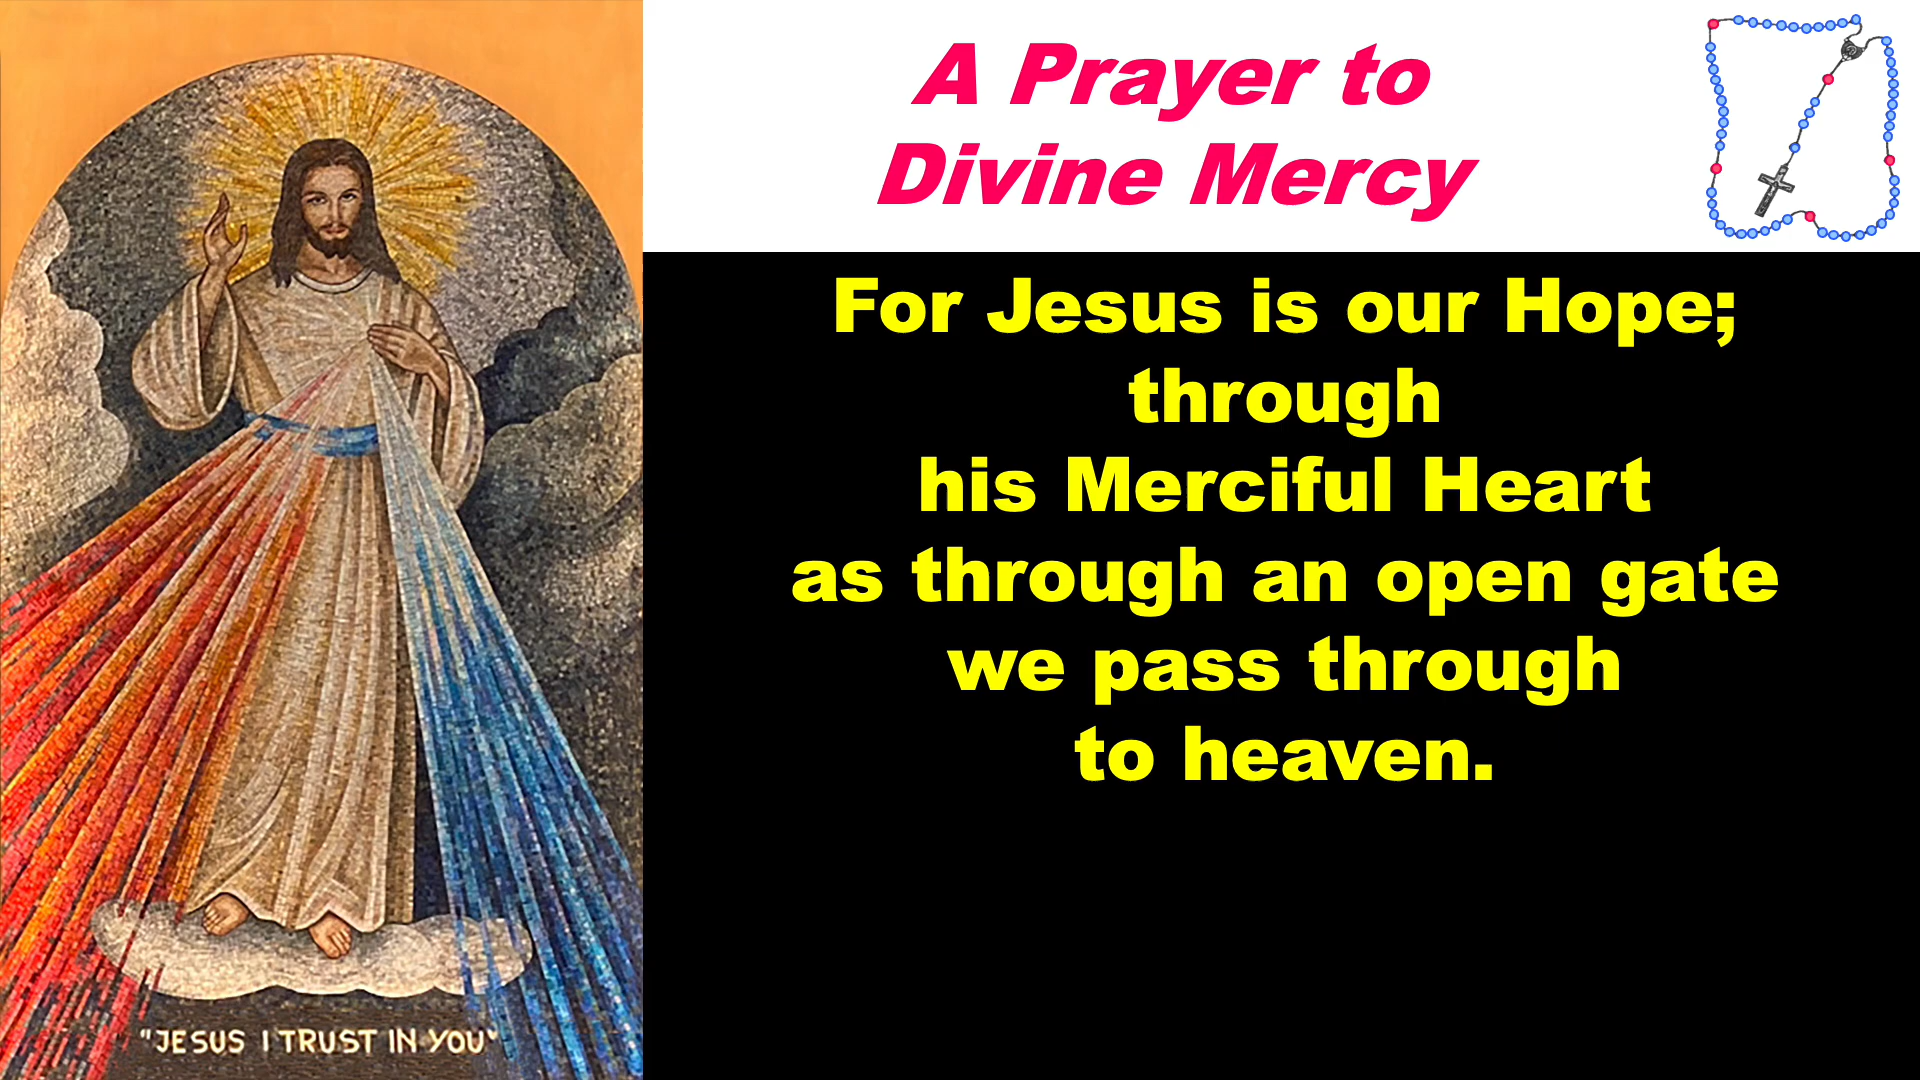 A Prayer to
Divine Mercy
For Jesus is our Hope;
through
his Merciful Heart
as through an open gate
we pass through
to heaven.
"JESUS I TRUST IN YOU"